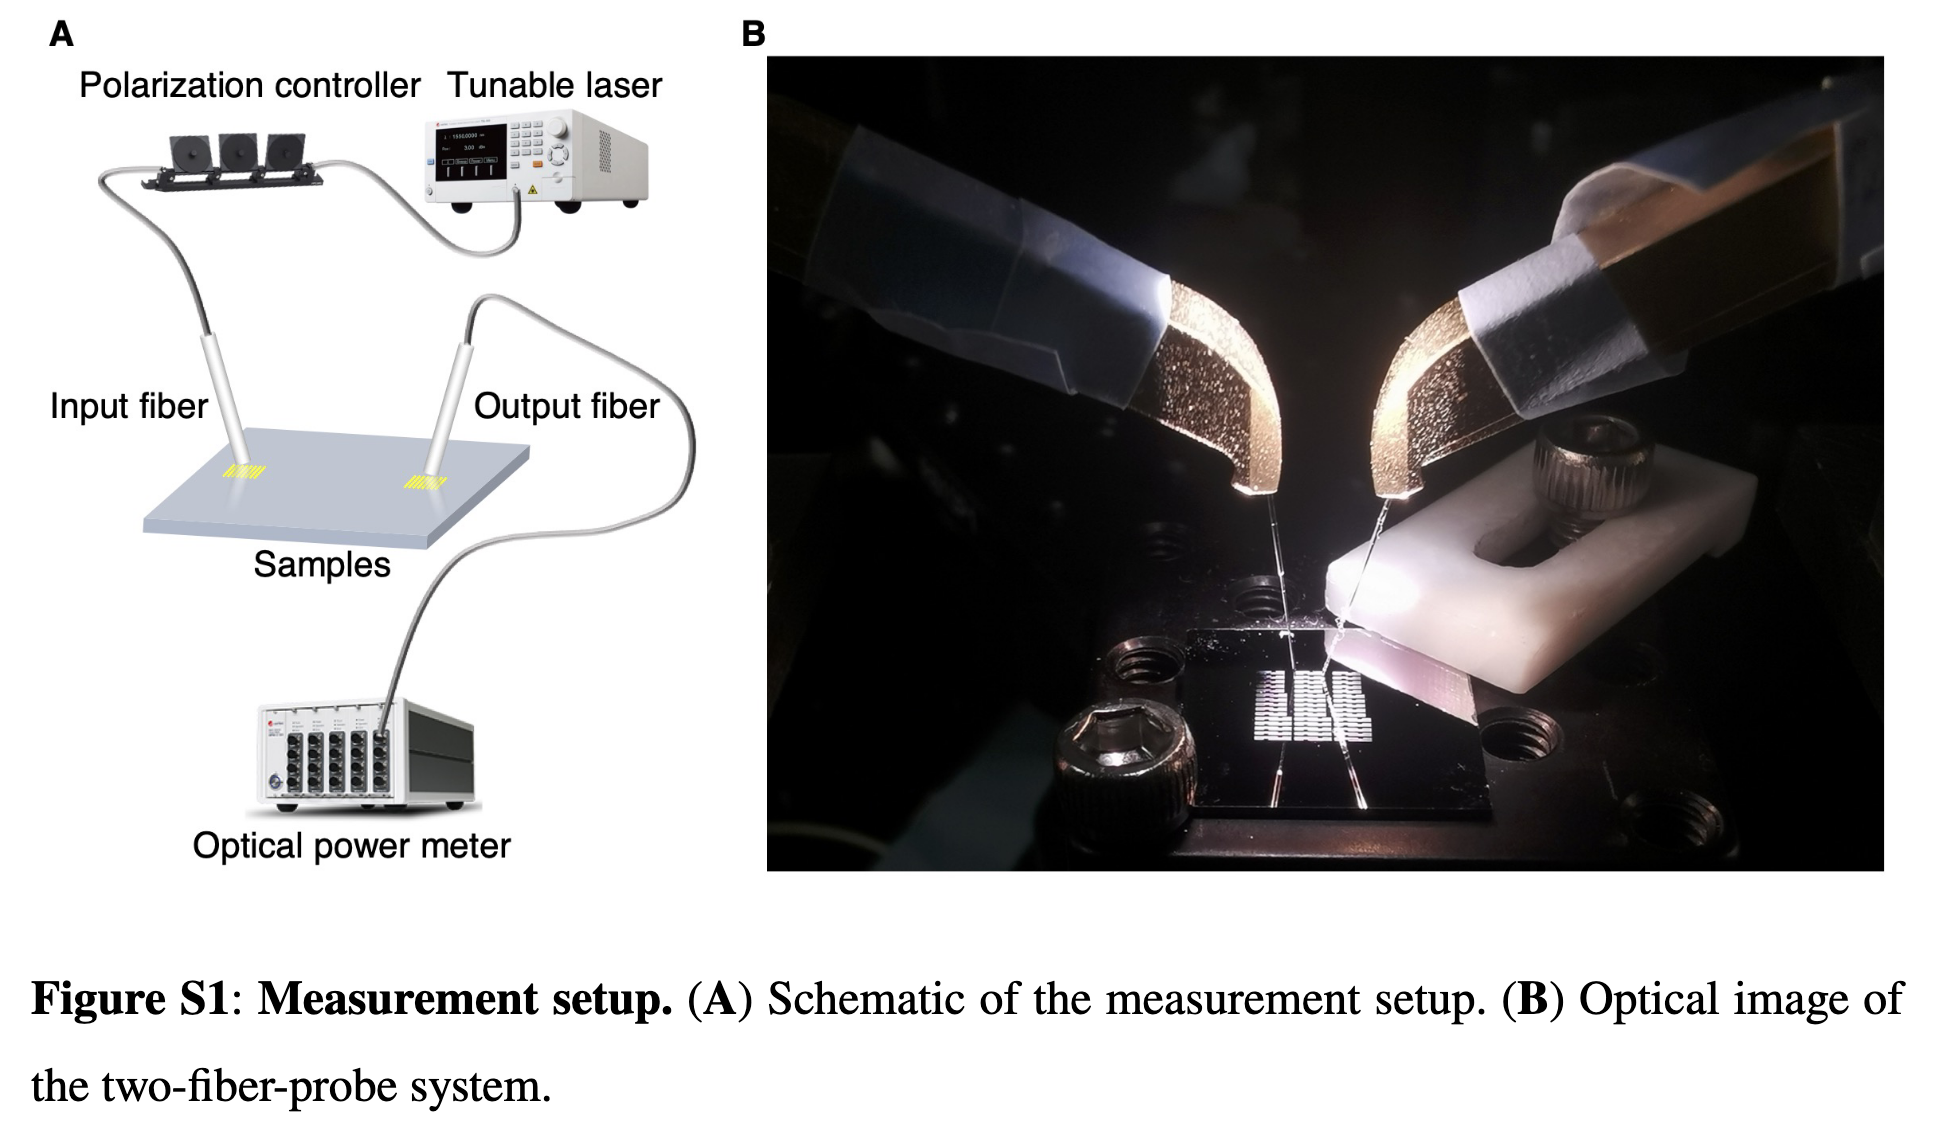 A
B
Polarization controller
Tunable laser
1550.0000
3.00
Input fiber
Output fiber
Samples
Optical power meter
Figure S1: Measurement setup. (A) Schematic of the measurement setup. (B) Optical image of
the two-fiber-probe system.